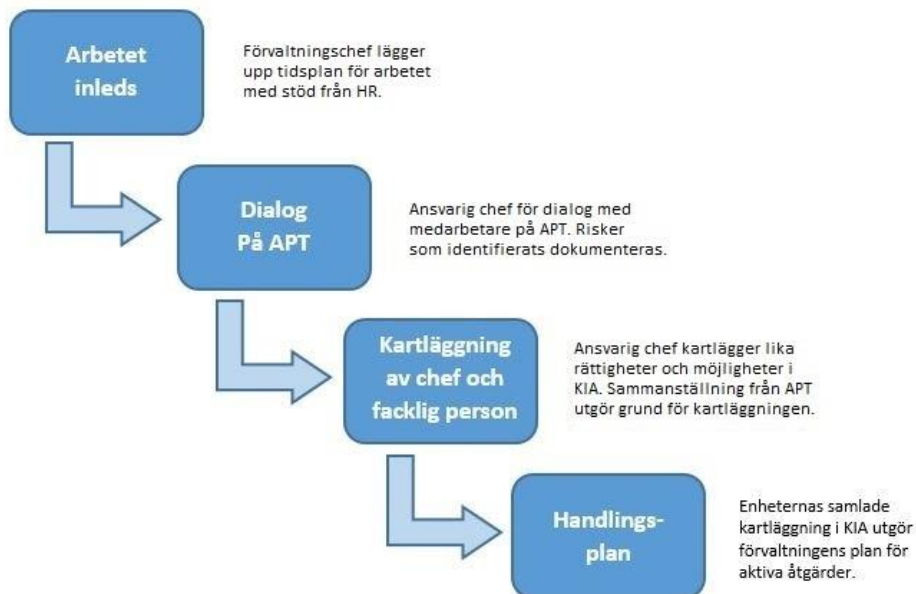 Arbetet
inleds
Förvaltningschef lägger
upp tidsplan för arbetet
med stöd från HR.
Dialog
På APT
Ansvarig chef för dialog med
medarbetare på APT. Risker
som identifierats dokumenteras.
Kartläggning
av chef och
facklig person
Ansvarig chef kartlägger lika
rättigheter och möjligheter i
KIA. Sammanställning från APT
utgör grund för kartläggningen.
Handlings-
plan
Enheternas samlade
kartläggning i KIA utgör
förvaltningens plan för
aktiva åtgärder.